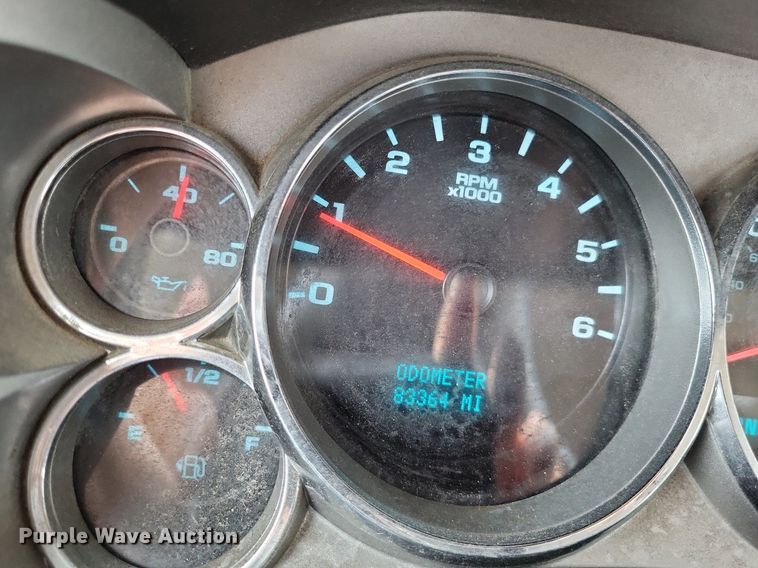 40
0
80
1/2
E
F
0
1
2
3
4
5
6
RPM
x1000
ODOMETER
83364 MI
N
Purple Wave Auction